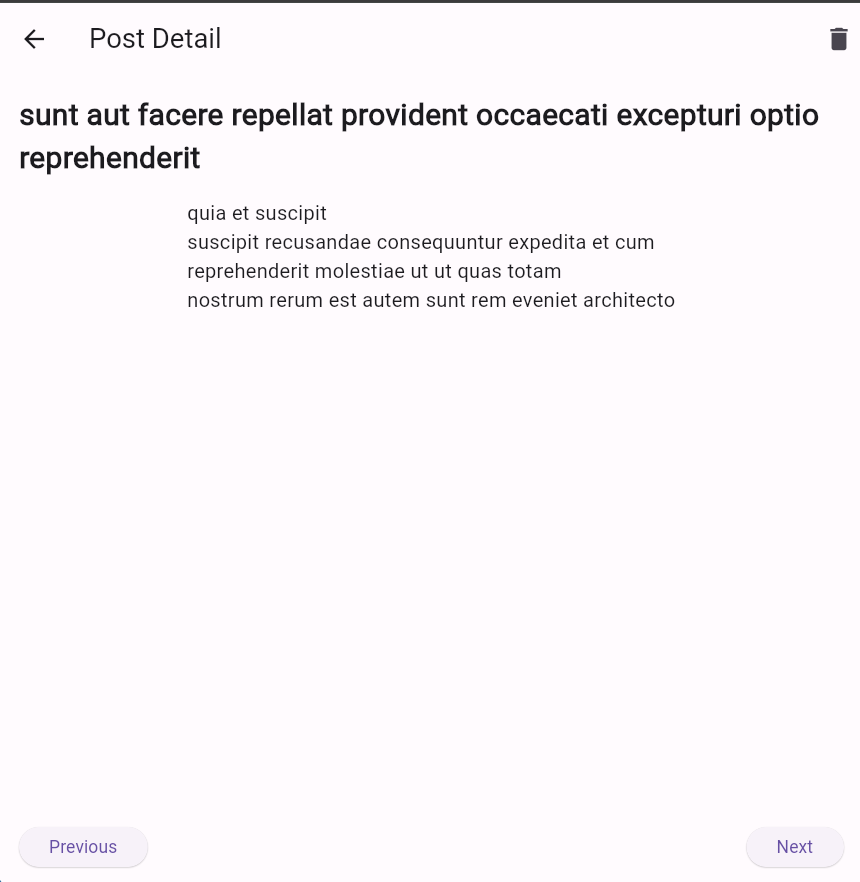 Post Detail
sunt aut facere repellat provident occaecati excepturi optio
reprehenderit
quia et suscipit
suscipit recusandae consequuntur expedita et cum
reprehenderit molestiae ut ut quas totam
nostrum rerum est autem sunt rem eveniet architecto
Previous
Next